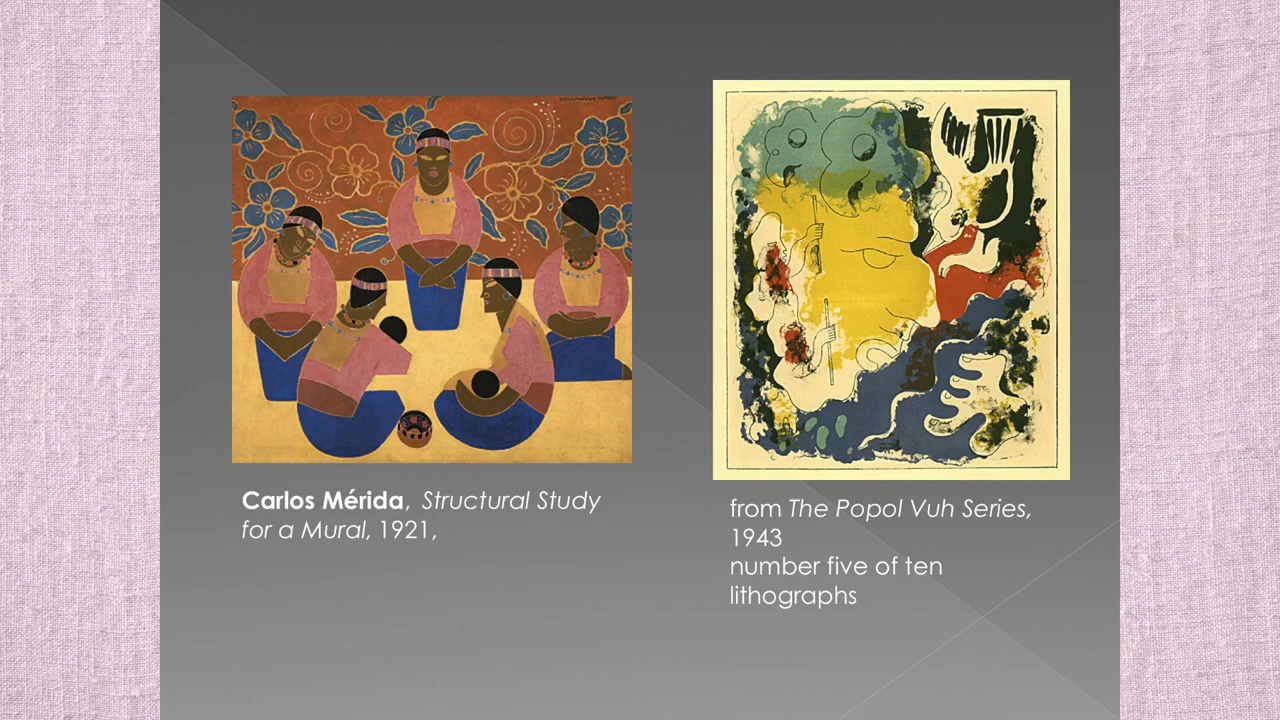 Carlos Mérida, Structural Study
for a Mural, 1921,
from The Popol Vuh Series,
1943
number five of ten
lithographs